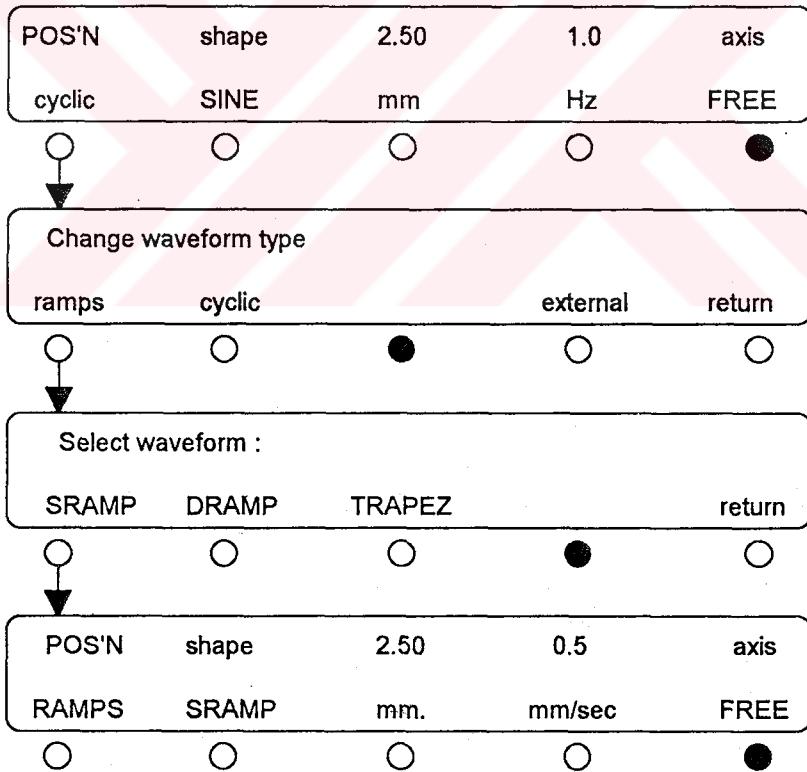 POS'N shape 2.50 1.0 axis
cyclic SINE mm Hz FREE
Change waveform type
ramps cyclic external return
Select waveform :
SRAMP DRAMP TRAPEZ return
POS'N shape 2.50 0.5 axis
RAMPS SRAMP mm. mm/sec FREE